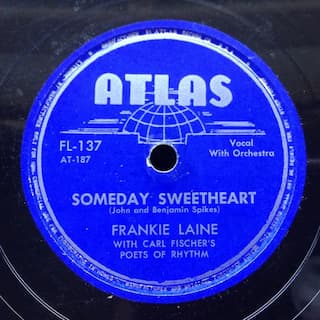 ATLAS
FL-137
AT-187
Vocal
With Orchestra
SOMEDAY SWEETHEART
(John and Benjamin Spikes)
FRANKIE LAINE
WITH CARL FISCHER'S
POETS OF RHYTHM